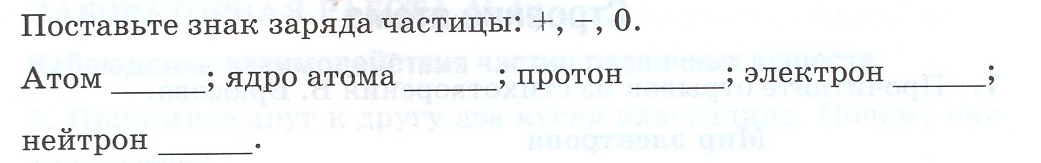 Поставьте знак заряда частицы: +, −, 0.
Атом ______; ядро атома ______; протон ______; электрон ______;
нейтрон ______.